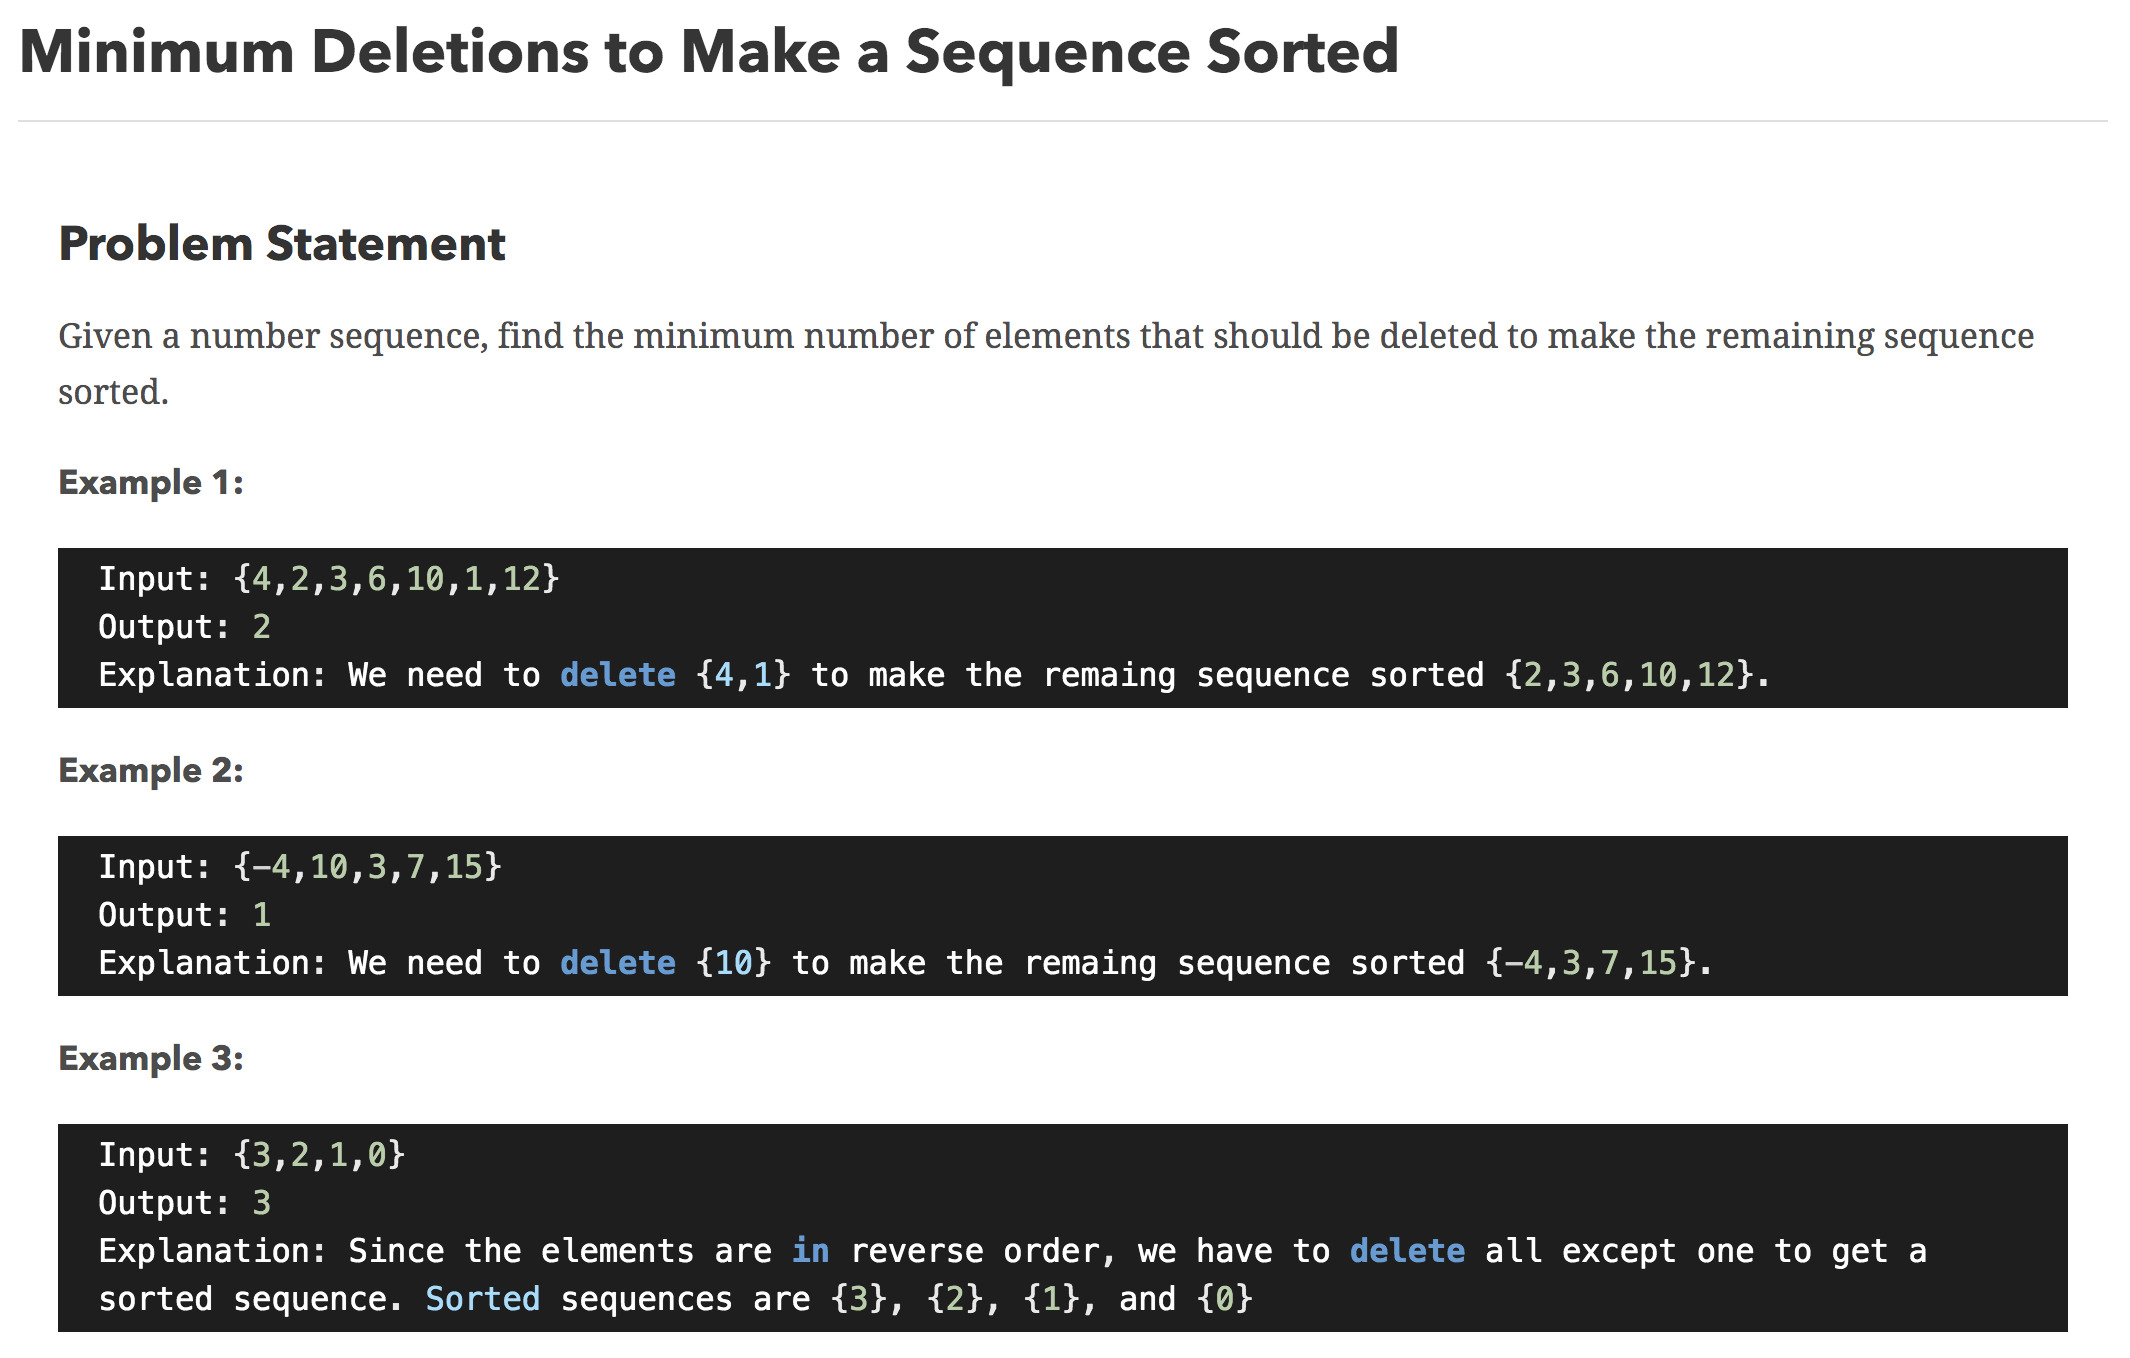 Minimum Deletions to Make a Sequence Sorted
Problem Statement
Given a number sequence, find the minimum number of elements that should be deleted to make the remaining sequence
sorted.
Example 1:
Input: {4,2,3,6,10,1,12}
Output: 2
Explanation: We need to delete {4,1} to make the remaing sequence sorted {2,3,6,10,12}.
Example 2:
Input: {-4,10,3,7,15}
Output: 1
Explanation: We need to delete {10} to make the remaing sequence sorted {-4,3,7,15}.
Example 3:
Input: {3,2,1,0}
Output: 3
Explanation: Since the elements are in reverse order, we have to delete all except one to get a
sorted sequence. Sorted sequences are {3}, {2}, {1}, and {0}